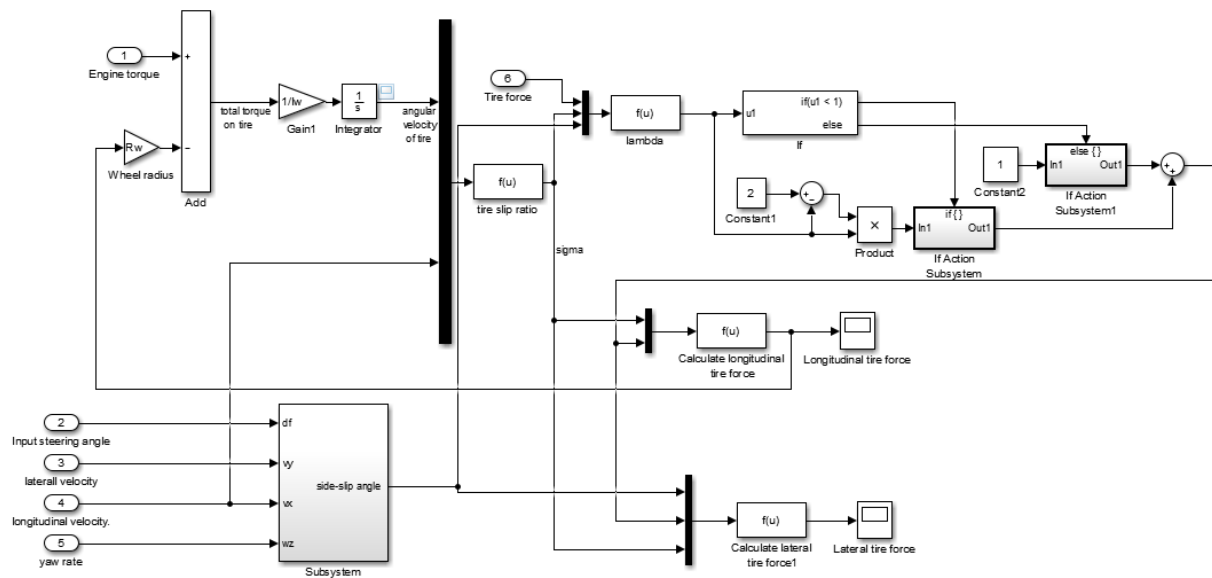 1
Engine torque
+
−
Rw
Wheel radius
Add
total torque
on tire
1/Iw
Gain1
1
s
Integrator
angular
velocity
of tire
6
Tire force
f(u)
tire slip ratio
sigma
f(u)
lambda
u1
if(u1 < 1)
else
If
2
Constant1
+
−
×
Product
1
Constant2
else { }
In1
Out1
If Action
Subsystem1
if { }
In1
Out1
If Action
Subsystem
+
+
f(u)
Calculate longitudinal
tire force
Longitudinal tire force
2
Input steering angle
3
laterall velocity
4
longitudinal velocity.
5
yaw rate
df
vy
vx
wz
side-slip angle
Subsystem
f(u)
Calculate lateral
tire force1
Lateral tire force